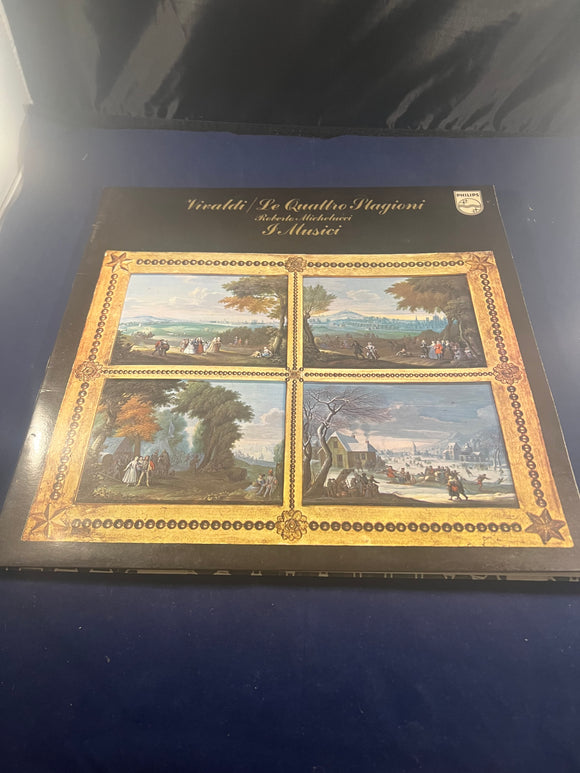 Vivaldi/Le Quattro Stagioni
Roberto Michelucci
I Musici
PHILIPS